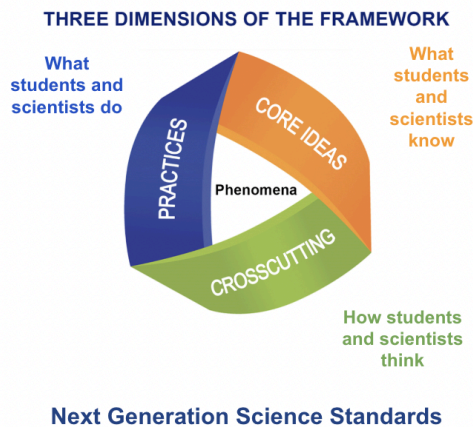 THREE DIMENSIONS OF THE FRAMEWORK
What
students and
scientists do
What
students
and
scientists
know
PRACTICES
CORE IDEAS
Phenomena
CROSSCUTTING
How students
and scientists
think
Next Generation Science Standards